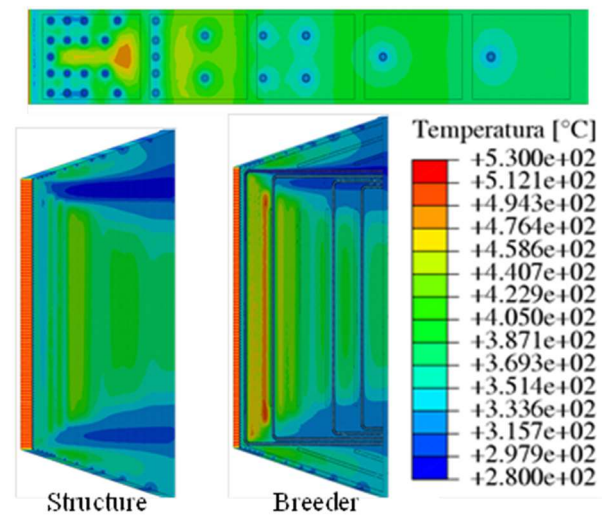 Temperatura [°C]
+5.300e+02
+5.121e+02
+4.943e+02
+4.764e+02
+4.586e+02
+4.407e+02
+4.229e+02
+4.050e+02
+3.871e+02
+3.693e+02
+3.514e+02
+3.336e+02
+3.157e+02
+2.979e+02
+2.800e+02
Structure
Breeder